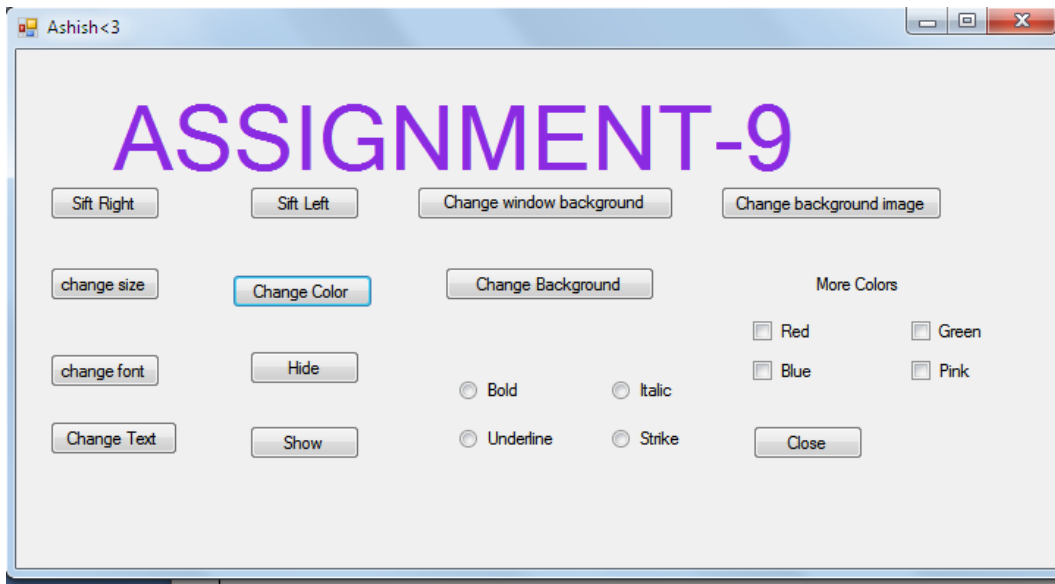 Ashish<3
ASSIGNMENT-9
Sift Right Sift Left Change window background Change background image
change size Change Color Change Background More Colors
Red Green
change font Hide Blue Pink
Bold Italic
Change Text Show Underline Strike Close